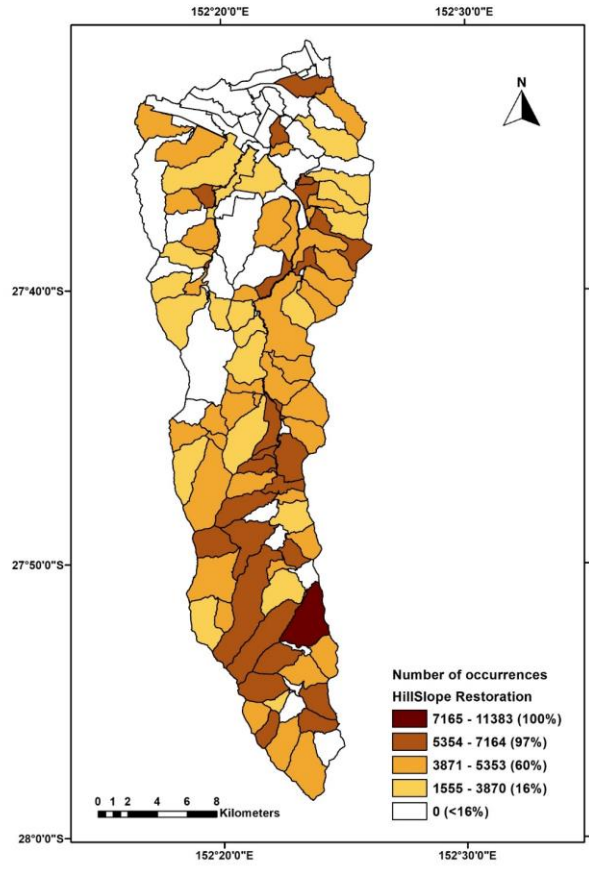 152°20'0"E 152°30'0"E
N
27°40'0"S
27°50'0"S
Number of occurrences
HillSlope Restoration
7165 - 11383 (100%)
5354 - 7164 (97%)
3871 - 5353 (60%)
1555 - 3870 (16%)
0 (<16%)
0 1 2 4 6 8
Kilometers
28°0'0"S
152°20'0"E 152°30'0"E